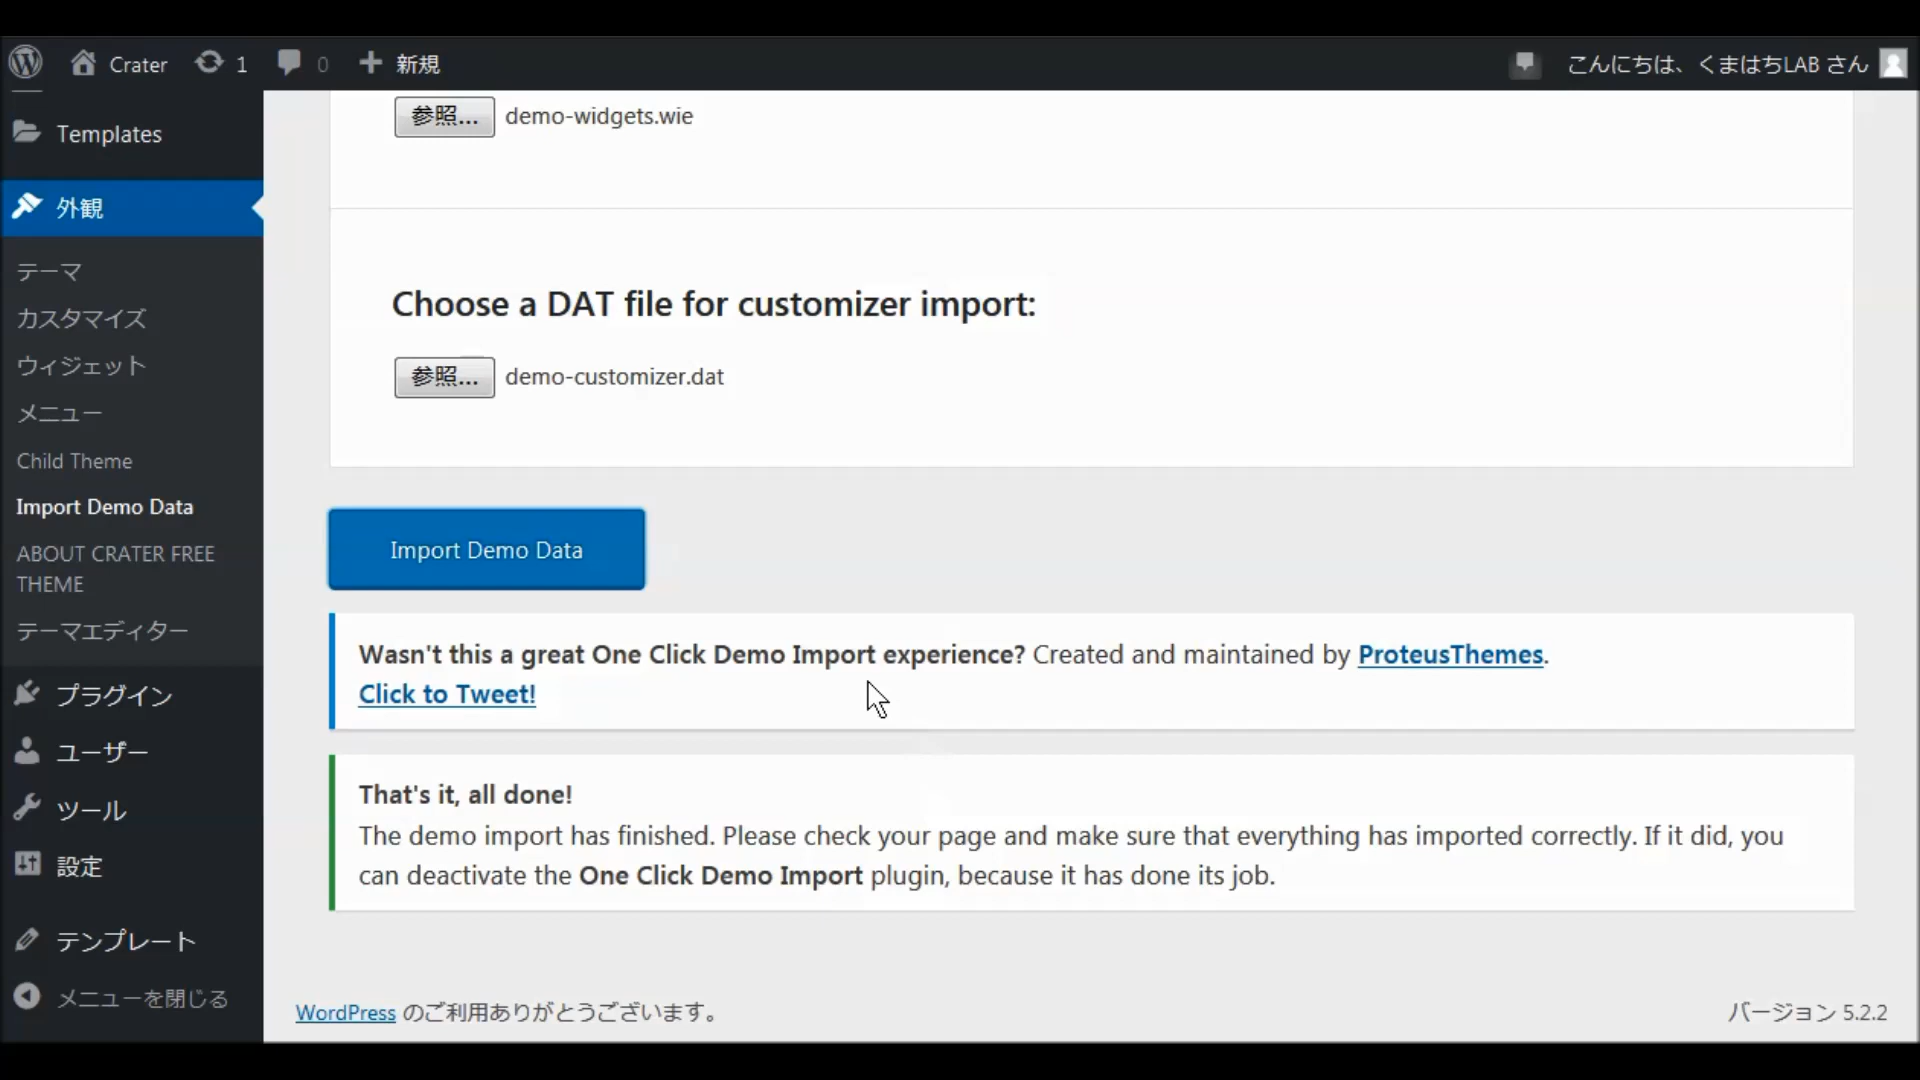 Crater 1 0 新規 こんにちは、くまはちLAB さん
Templates
外観
テーマ
カスタマイズ
ウィジェット
メニュー
Child Theme
Import Demo Data
ABOUT CRATER FREE
THEME
テーマエディター
プラグイン
ユーザー
ツール
設定
テンプレート
メニューを閉じる
参照... demo-widgets.wie
Choose a DAT file for customizer import:
参照... demo-customizer.dat
Import Demo Data
Wasn't this a great One Click Demo Import experience? Created and maintained by ProteusThemes.
Click to Tweet!
That's it, all done!
The demo import has finished. Please check your page and make sure that everything has imported correctly. If it did, you
can deactivate the One Click Demo Import plugin, because it has done its job.
WordPress のご利用ありがとうございます。
バージョン 5.2.2